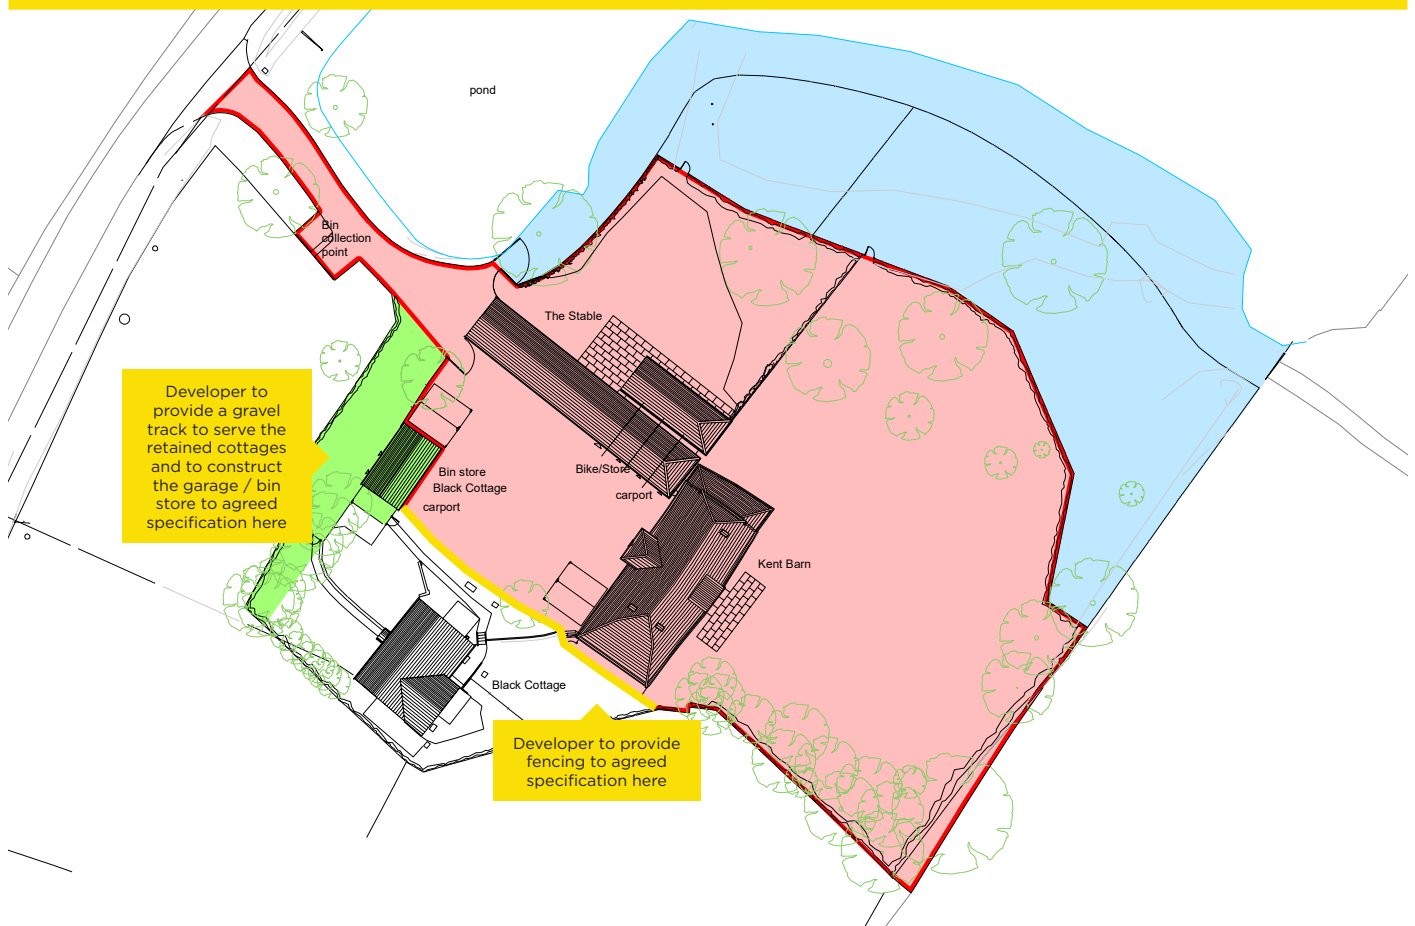 pond
Bin
collection
point
The Stable
Developer to
provide a gravel
track to serve the
retained cottages
and to construct
the garage / bin
store to agreed
specification here
Bin store
Black Cottage
carport
Bike/Store
carport
Kent Barn
Black Cottage
Developer to provide
fencing to agreed
specification here